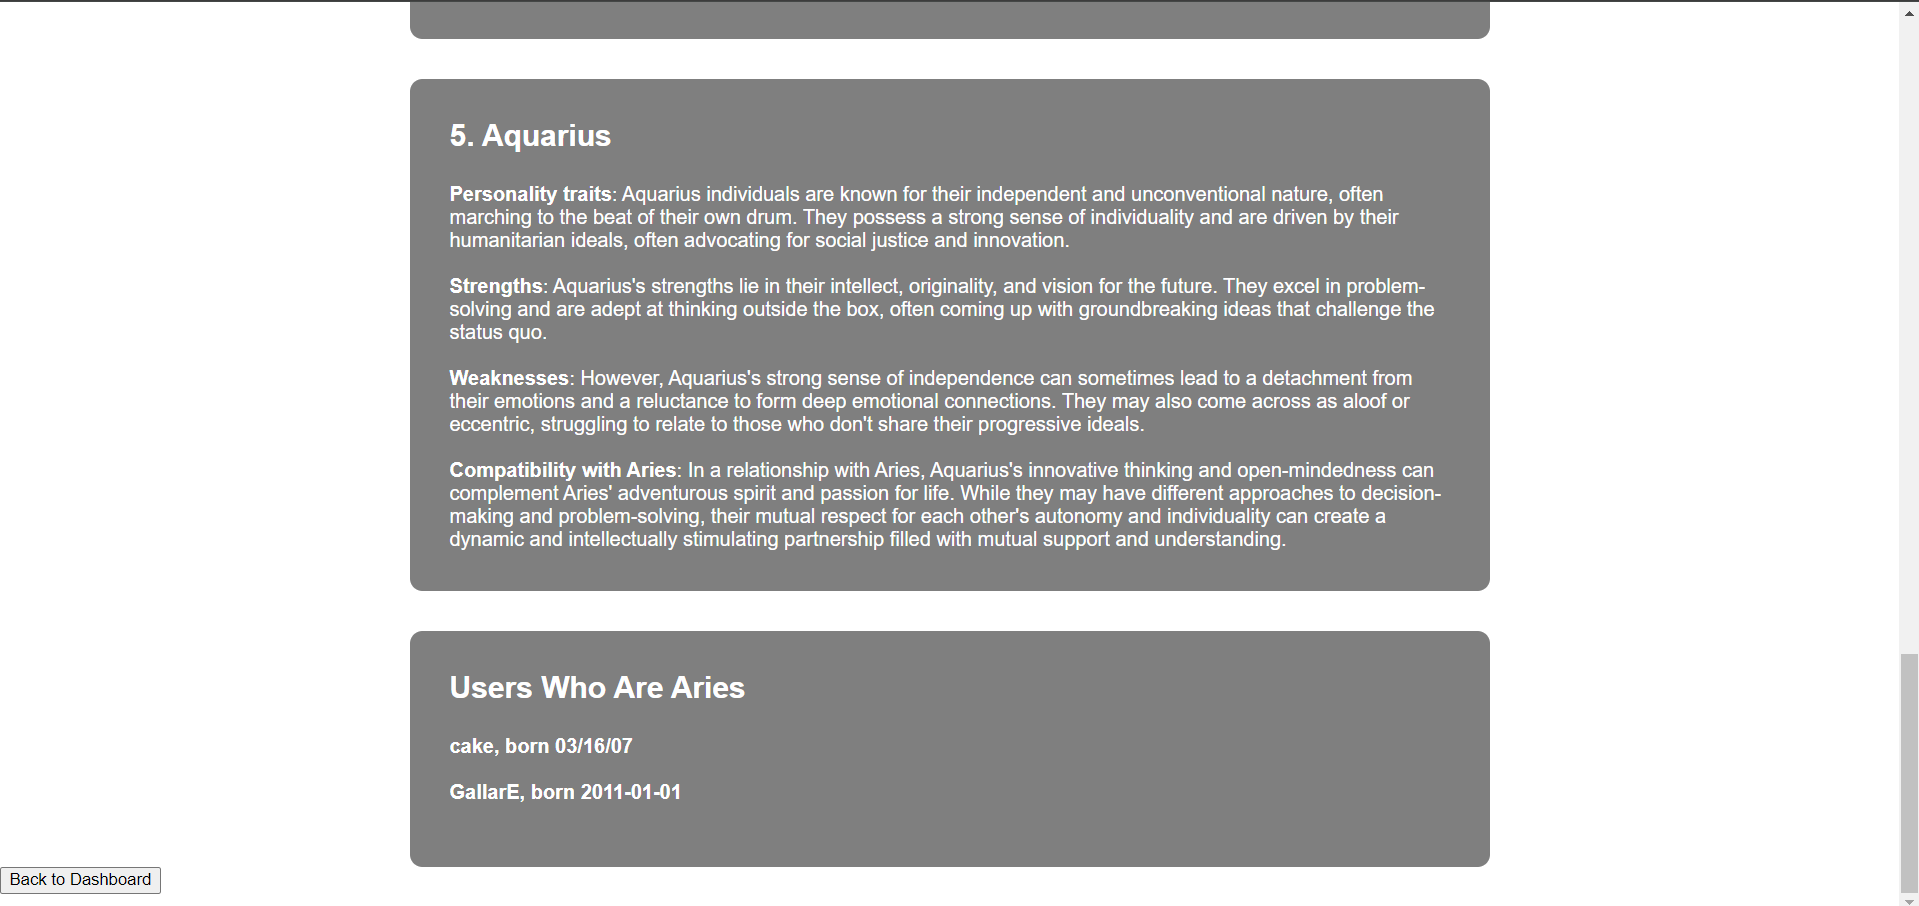 5. Aquarius
Personality traits: Aquarius individuals are known for their independent and unconventional nature, often
marching to the beat of their own drum. They possess a strong sense of individuality and are driven by their
humanitarian ideals, often advocating for social justice and innovation.
Strengths: Aquarius's strengths lie in their intellect, originality, and vision for the future. They excel in problem-
solving and are adept at thinking outside the box, often coming up with groundbreaking ideas that challenge the
status quo.
Weaknesses: However, Aquarius's strong sense of independence can sometimes lead to a detachment from
their emotions and a reluctance to form deep emotional connections. They may also come across as aloof or
eccentric, struggling to relate to those who don't share their progressive ideals.
Compatibility with Aries: In a relationship with Aries, Aquarius's innovative thinking and open-mindedness can
complement Aries' adventurous spirit and passion for life. While they may have different approaches to decision-
making and problem-solving, their mutual respect for each other's autonomy and individuality can create a
dynamic and intellectually stimulating partnership filled with mutual support and understanding.
Users Who Are Aries
cake, born 03/16/07
GallarE, born 2011-01-01
Back to Dashboard